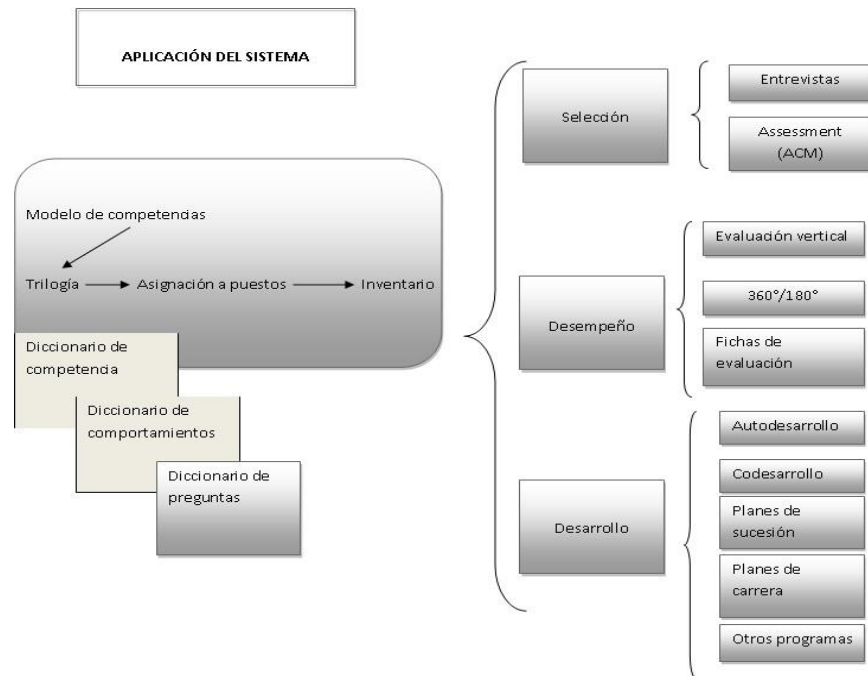 APLICACIÓN DEL SISTEMA
Modelo de competencias
Trilogía
Asignación a puestos
Inventario
Diccionario de
competencia
Diccionario de
comportamientos
Diccionario de
preguntas
Selección
Entrevistas
Assessment
(ACM)
Desempeño
Evaluación vertical
360°/180°
Fichas de
evaluación
Desarrollo
Autodesarrollo
Codesarrollo
Planes de
sucesión
Planes de
carrera
Otros programas